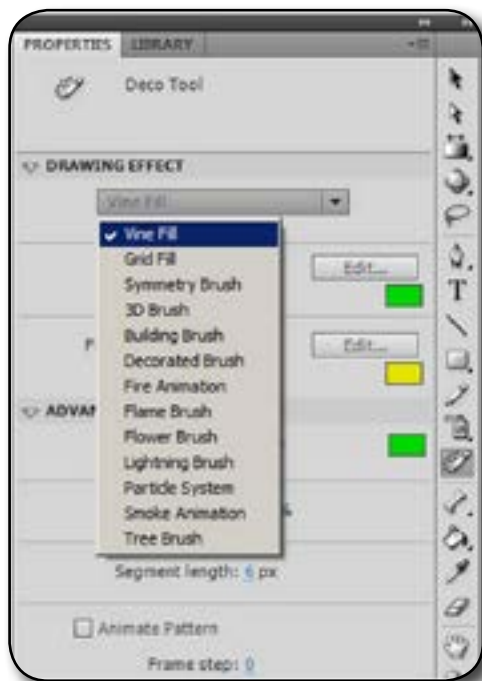 PROPERTIES LIBRARY
Deco Tool
DRAWING EFFECT
Vine Fill
Vine Fill
Grid Fill
Symmetry Brush
3D Brush
Building Brush
Decorated Brush
Fire Animation
Flame Brush
Flower Brush
Lightning Brush
Particle System
Smoke Animation
Tree Brush
Edit...
F
Edit...
ADVAN
Segment length: 6 px
Animate Pattern
Frame step: 0
T